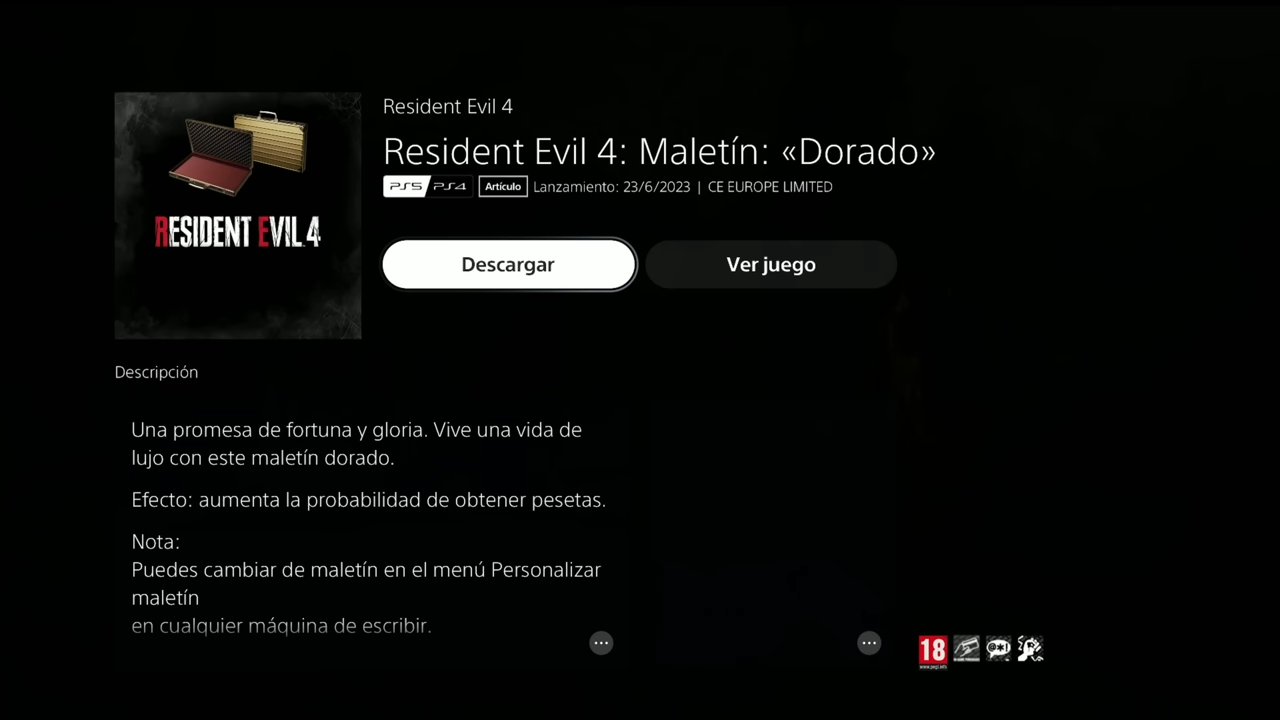 Resident Evil 4
Resident Evil 4: Maletín: «Dorado»
PS5 PS4 Artículo Lanzamiento: 23/6/2023 | CE EUROPE LIMITED
RESIDENT EVIL 4
Descargar Ver juego
Descripción
Una promesa de fortuna y gloria. Vive una vida de
lujo con este maletín dorado.
Efecto: aumenta la probabilidad de obtener pesetas.
Nota:
Puedes cambiar de maletín en el menú Personalizar
maletín
en cualquier máquina de escribir.
18
www.pegi.info